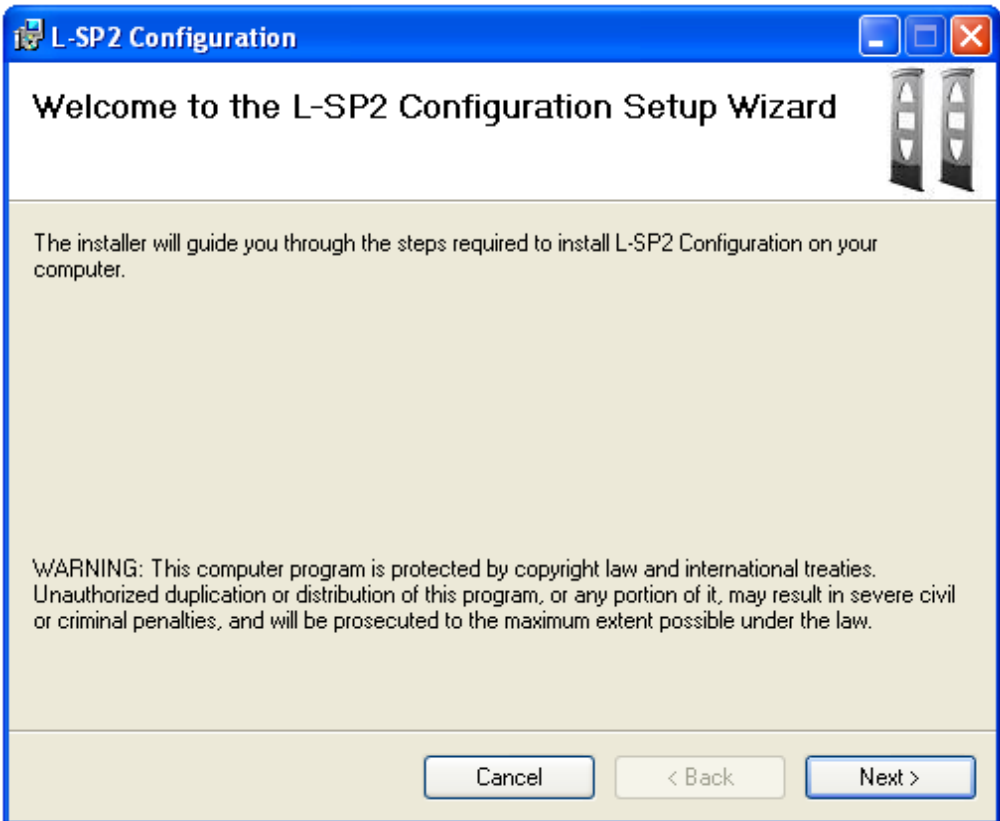 L-SP2 Configuration
Welcome to the L-SP2 Configuration Setup Wizard
The installer will guide you through the steps required to install L-SP2 Configuration on your
computer.
WARNING: This computer program is protected by copyright law and international treaties.
Unauthorized duplication or distribution of this program, or any portion of it, may result in severe civil
or criminal penalties, and will be prosecuted to the maximum extent possible under the law.
Cancel < Back Next >